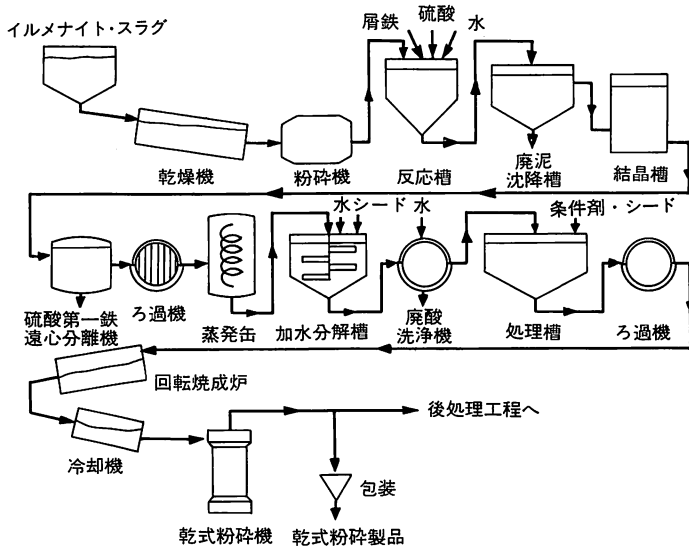 イルメナイト・スラグ
屑鉄
硫酸
水
乾燥機
粉砕機
反応槽
廃泥
沈降槽
結晶槽
水シード
水
条件剤・シード
硫酸第一鉄
遠心分離機
ろ過機
蒸発缶
加水分解槽
廃酸
洗浄機
処理槽
ろ過機
回転焼成炉
冷却機
後処理工程へ
包装
乾式粉砕機
乾式粉砕製品